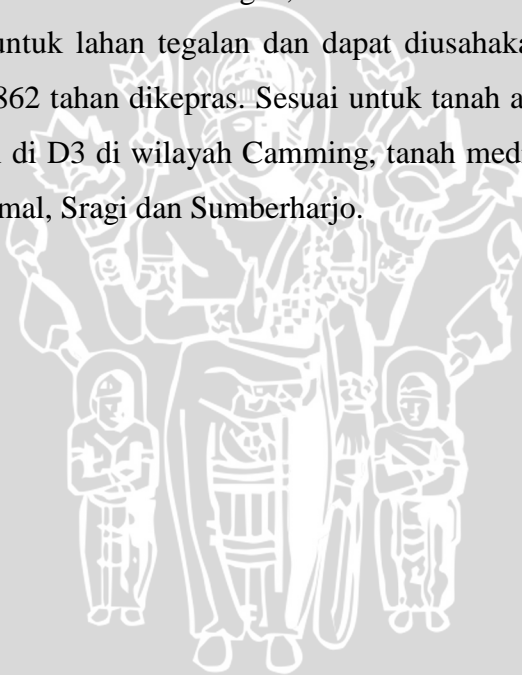 untuk lahan tegalan dan dapat diusahaka
862 tahan dikepras. Sesuai untuk tanah a
di D3 di wilayah Camming, tanah medi
mal, Sragi dan Sumberharjo.